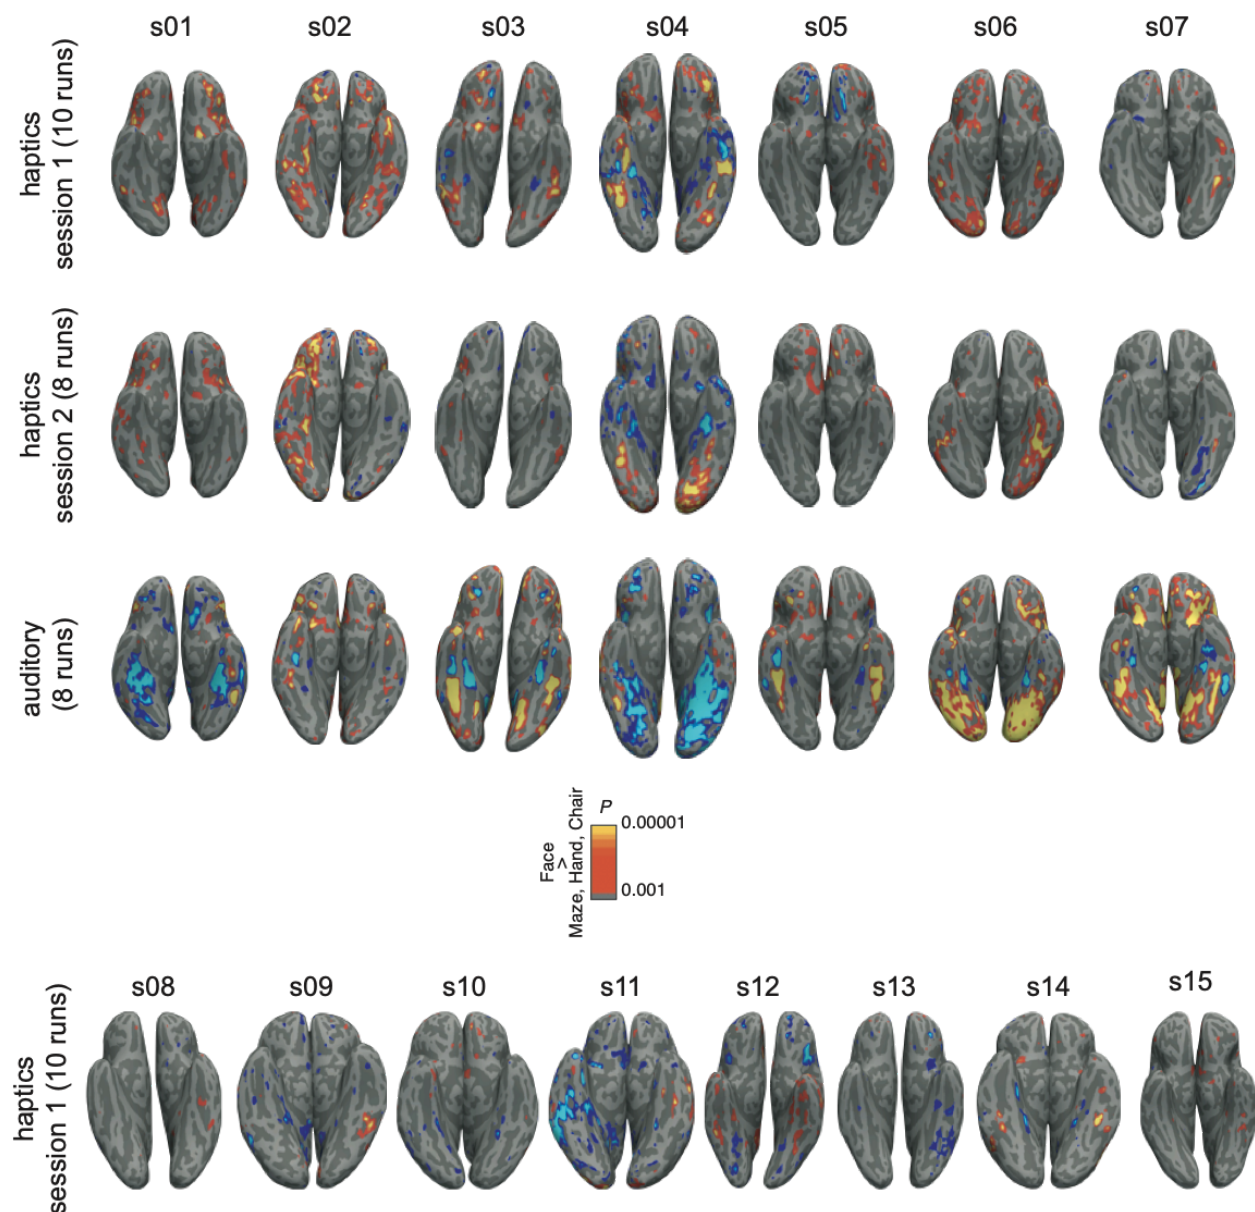 s01 s02 s03 s04 s05 s06 s07
haptics
session 1 (10 runs)
haptics
session 2 (8 runs)
auditory
(8 runs)
Face
>
Maze, Hand, Chair
P
0.00001
0.001
s08 s09 s10 s11 s12 s13 s14 s15
haptics
session 1 (10 runs)